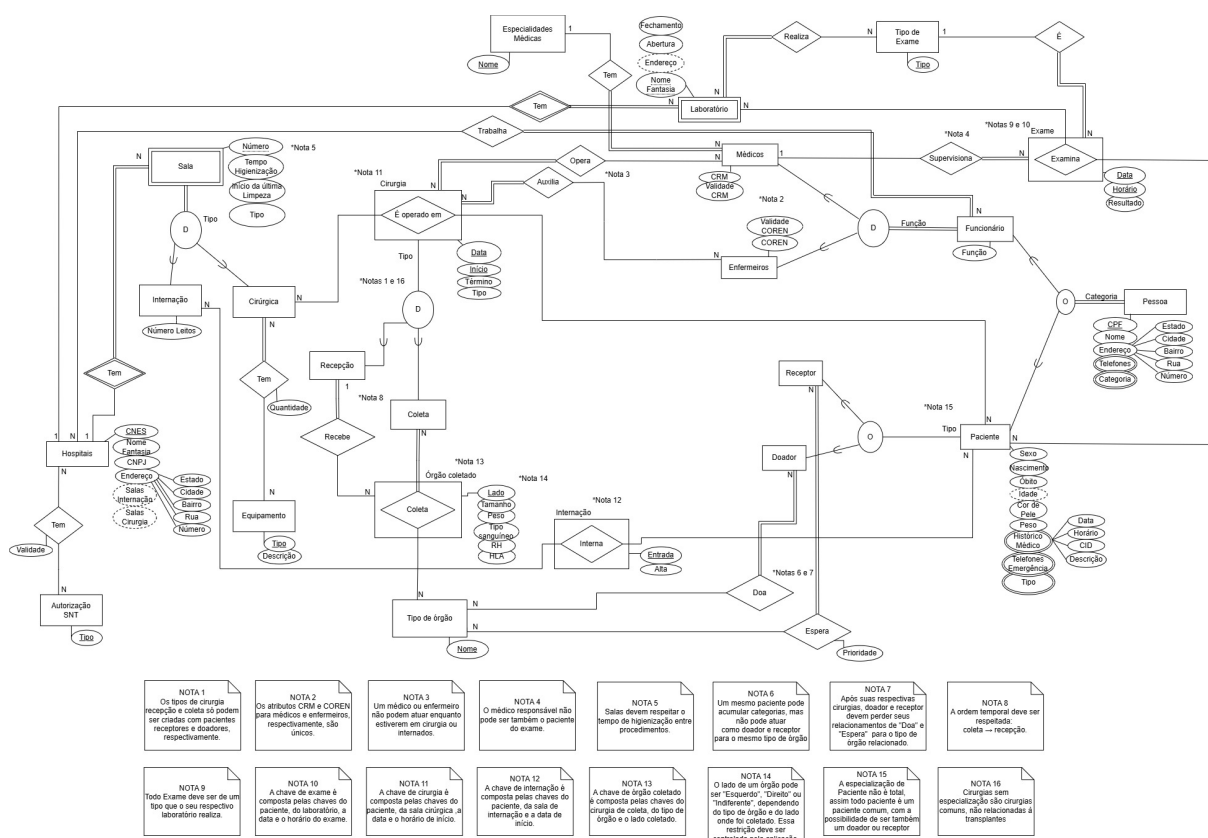 Especialidades
Médicas
1
Nome
Fechamento
Abertura
Endereço
Nome
Fantasia
Realiza
N
Tipo de
Exame
1
É
Tipo
Tem
N
Laboratório
N
N
N
Tem
N
Trabalha
*Nota 4
*Notas 9 e 10
N
Exame
Examina
Data
Horário
Resultado
N
Sala
Número
Tempo
Higienização
Início da última
Limpeza
Tipo
*Nota 5
N
Opera
N
Médicos
1
Supervisiona
N
CRM
Validade
CRM
*Nota 11
Cirurgia
N
Auxilia
*Nota 3
É operado em
N
*Nota 2
Validade
COREN
COREN
N
Enfermeiros
D
Função
N
Funcionário
Função
Tipo
D
Tipo
Data
Início
Término
Tipo
*Notas 1 e 16
D
Internação
N
Número Leitos
Cirúrgica
N
N
O
Categoria
Pessoa
CPF
Nome
Endereço
Telefones
Categoria
Estado
Cidade
Bairro
Rua
Número
Tem
Recepção
1
*Nota 8
Tem
Quantidade
Coleta
N
Recebe
Receptor
*Nota 15
N
O
Tipo
Paciente
N
N
Doador
N
1
N
1
Hospitais
N
CNES
Nome
Fantasia
CNPJ
Endereço
Salas
Internação
Salas
Cirurgia
Estado
Cidade
Bairro
Rua
Número
*Nota 13
Órgão coletado
*Nota 14
N
Coleta
Lado
Tamanho
Peso
Tipo
sanguíneo
RH
HLA
N
*Nota 12
Internação
N
Interna
Entrada
Alta
Sexo
Nascimento
Óbito
Idade
Cor de
Pele
Peso
Histórico
Médico
Telefones
Emergência
Tipo
Data
Horário
CID
Descrição
Tem
Validade
N
Equipamento
Tipo
Descrição
*Notas 6 e 7
Doa
N
Autorização
SNT
Tipo
N
Tipo de órgão
N
N
Nome
Espera
Prioridade
NOTA 1
Os tipos de cirurgia
recepção e coleta só podem
ser criadas com pacientes
receptores e doadores,
respectivamente.
NOTA 2
Os atributos CRM e COREN
para médicos e enfermeiros,
respectivamente, são
únicos.
NOTA 3
Um médico ou enfermeiro
não podem atuar enquanto
estiverem em cirurgia ou
internados.
NOTA 4
O médico responsável não
pode ser também o paciente
do exame.
NOTA 5
Salas devem respeitar o
tempo de higienização entre
procedimentos.
NOTA 6
Um mesmo paciente pode
acumular categorias, mas
não pode atuar
como doador e receptor
para o mesmo tipo de órgão
NOTA 7
Após suas respectivas
cirurgias, doador e receptor
devem perder seus
relacionamentos de "Doa" e
"Espera" para o tipo de
órgão relacionado.
NOTA 8
A ordem temporal deve ser
respeitada:
coleta → recepção.
NOTA 9
Todo Exame deve ser de um
tipo que o seu respectivo
laboratório realiza.
NOTA 10
A chave de exame é
composta pelas chaves do
paciente, do laboratório, a
data e o horário do exame.
NOTA 11
A chave de cirurgia é
composta pelas chaves do
paciente, da sala cirúrgica ,a
data e o horário de início.
NOTA 12
A chave de internação é
composta pelas chaves do
paciente, da sala de
internação e a data de
início.
NOTA 13
A chave de órgão coletado
é composta pelas chaves do
cirurgia de coleta, do tipo de
órgão e o lado coletado.
NOTA 14
O lado de um órgão pode
ser "Esquerdo", "Direito" ou
"Indiferente", dependendo
do tipo de órgão e do lado
onde foi coletado. Essa
restrição deve ser
NOTA 15
A especialização de
Paciente não é total,
assim todo paciente é um
paciente comum, com a
possibilidade de ser também
um doador ou receptor.
NOTA 16
Cirurgias sem
especialização são cirurgias
comuns, não relacionadas á
transplantes